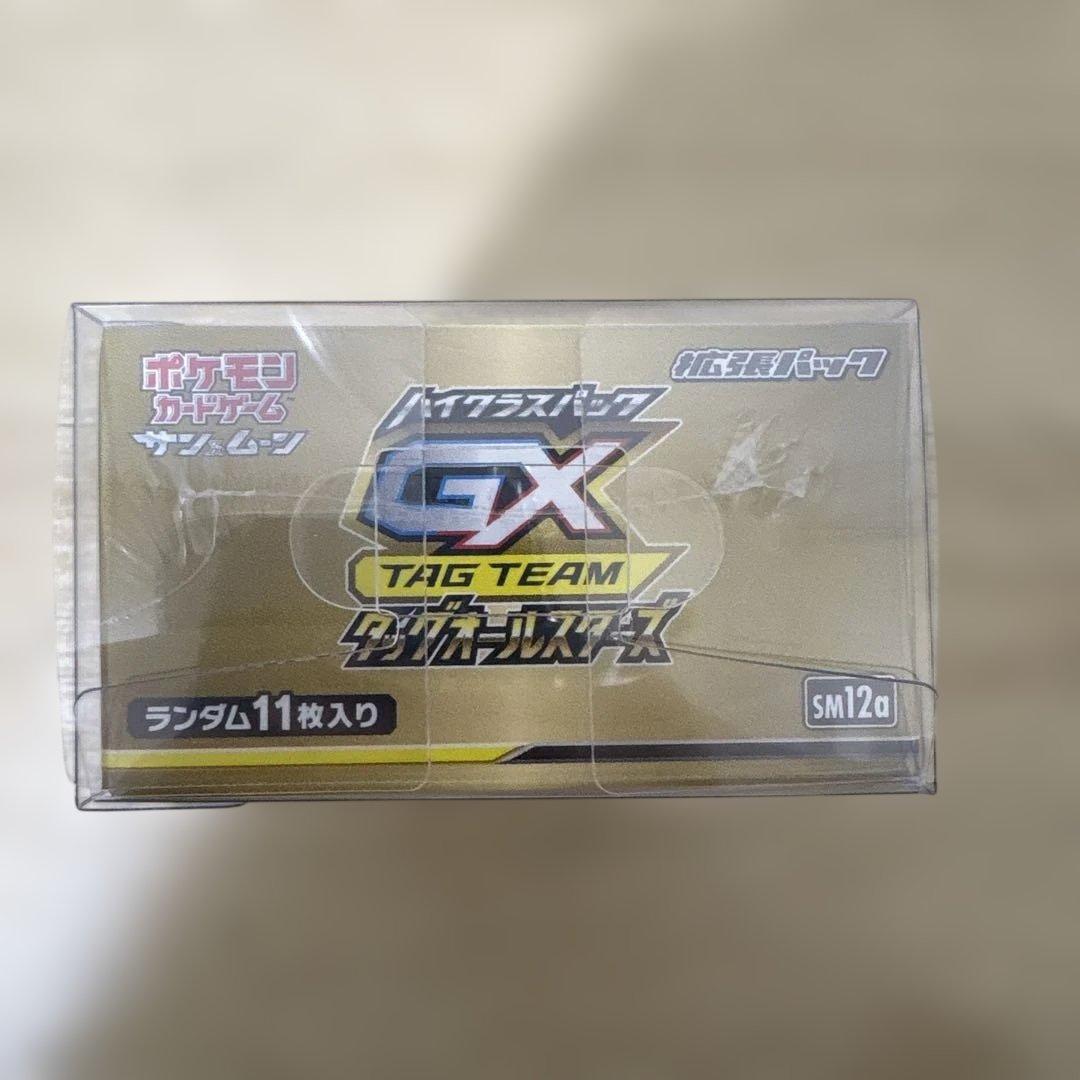 ポケモン
カードゲーム™
サン&ムーン
拡張パック
ハイクラスパック
GX
TAG TEAM
タッグオールスターズ
ランダム11枚入り
SM12a